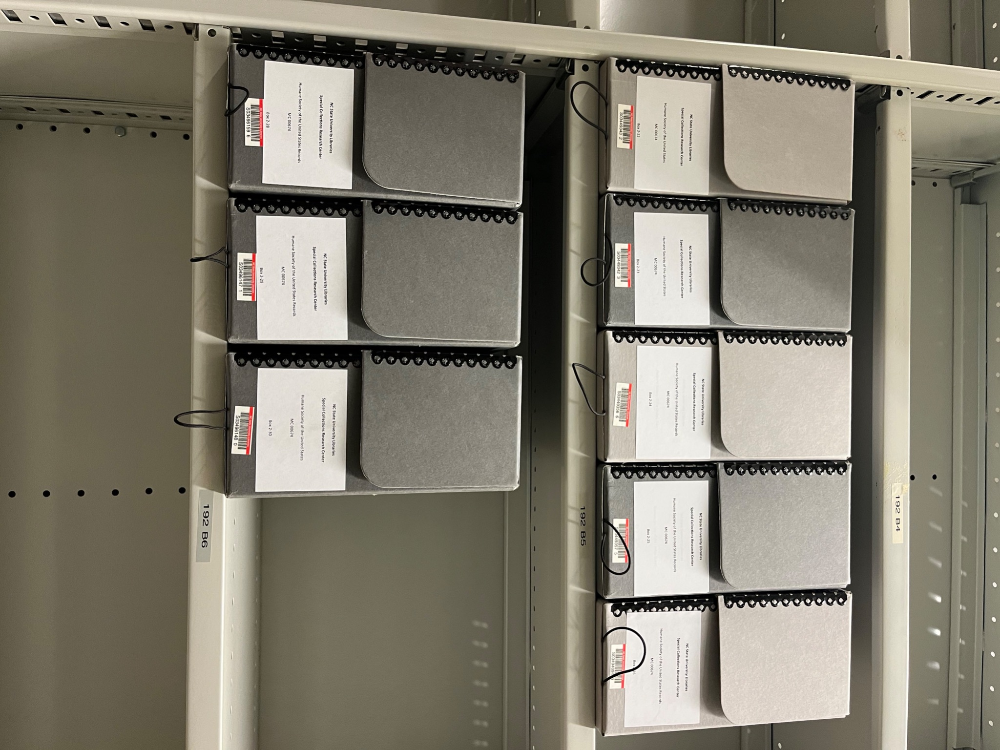 192 B4
NC State University Libraries
Special Collections Research Center
Humane Society of the United States
MC 00674
Box 2-22
S03449343 2
NC State University Libraries
Special Collections Research Center
Humane Society of the United States
MC 00674
Box 2-23
S03449342 3
NC State University Libraries
Special Collections Research Center
Humane Society of the United States Records
MC 00674
Box 2-24
S03449356 6
NC State University Libraries
Special Collections Research Center
Humane Society of the United States Records
MC 00674
Box 2-25
NC State University Libraries
Special Collections Research Center
Humane Society of the United States Records
MC 00674
Box
192 B5
NC State University Libraries
Special Collections Research Center
Humane Society of the United States Records
MC 00674
Box 2-28
S03496159 6
NC State University Libraries
Special Collections Research Center
Humane Society of the United States Records
MC 00674
Box 2-29
S03496147 1
NC State University Libraries
Special Collections Research Center
Humane Society of the United States
MC 00674
Box 2-30
S03496148 0
192 B6